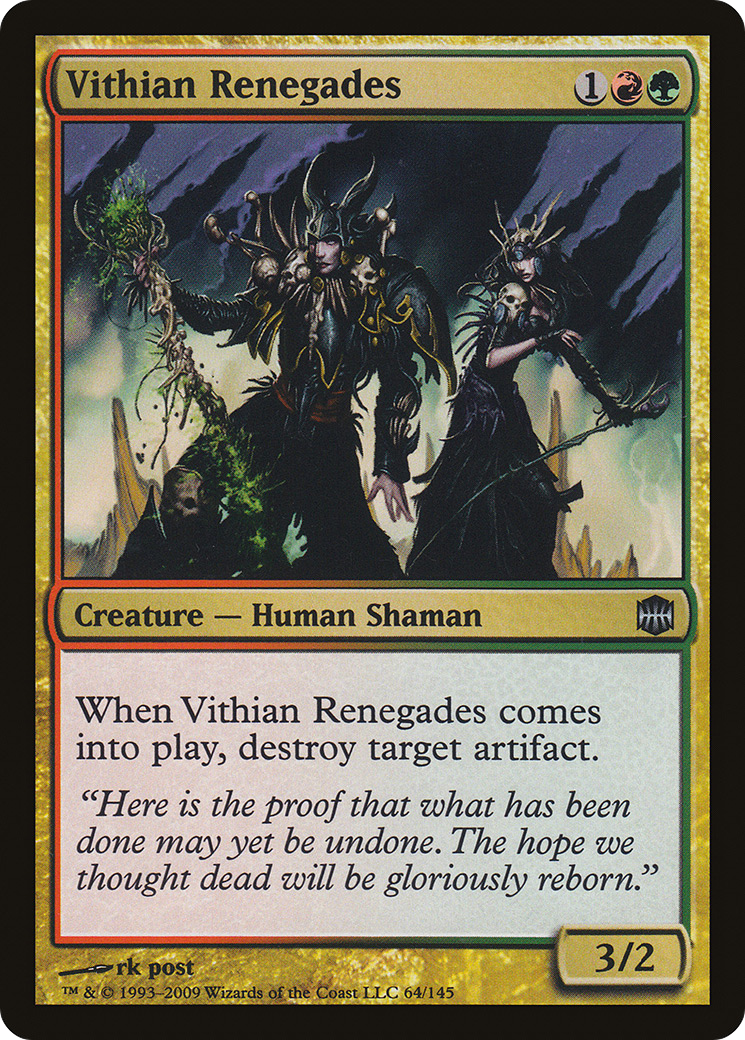 Vithian Renegades 1
Creature — Human Shaman
When Vithian Renegades comes
into play, destroy target artifact.
“Here is the proof that what has been
done may yet be undone. The hope we
thought dead will be gloriously reborn.”
3/2
rk post
™ & © 1993–2009 Wizards of the Coast LLC 64/145